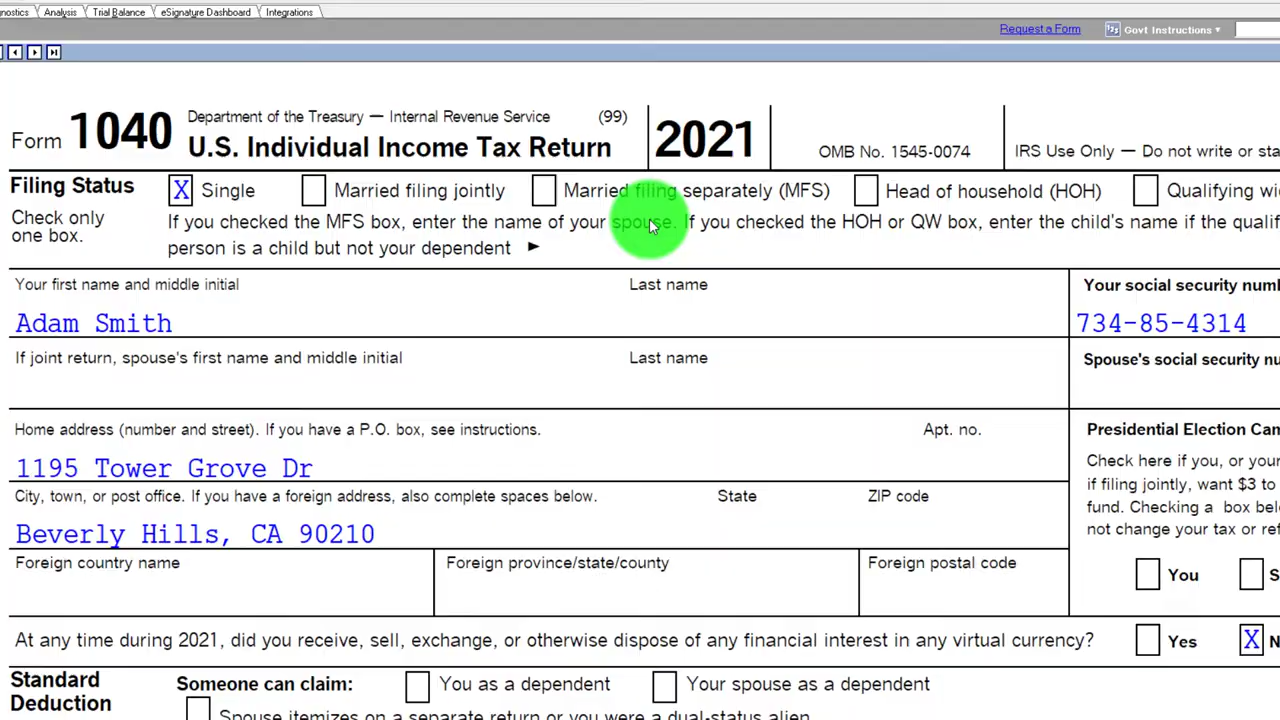 Analysis Trial Balance eSignature Dashboard Integrations
Request a Form Govt Instructions
Form 1040 Department of the Treasury — Internal Revenue Service (99)
U.S. Individual Income Tax Return 2021 OMB No. 1545-0074 IRS Use Only — Do not write or
Filing Status X Single Married filing jointly Married filing separately (MFS) Head of household (HOH) Qualifying
Check only one box.
If you checked the MFS box, enter the name of your spouse. If you checked the HOH or QW box, enter the child's name if the
person is a child but not your dependent ►
Your first name and middle initial Last name Your social security
Adam Smith 734-85-4314
If joint return, spouse's first name and middle initial Last name Spouse's social security
Home address (number and street). If you have a P.O. box, see instructions. Apt. no. Presidential Election
1195 Tower Grove Dr
Check here if you, or your
if filing jointly, want $3 to
City, town, or post office. If you have a foreign address, also complete spaces below. State ZIP code
fund. Checking a box
Beverly Hills, CA 90210
not change your tax or
Foreign country name Foreign province/state/county Foreign postal code
You
At any time during 2021, did you receive, sell, exchange, or otherwise dispose of any financial interest in any virtual currency? Yes X
Standard Deduction
Someone can claim: You as a dependent Your spouse as a dependent
Spouse itemizes on a separate return or you were a dual-status alien